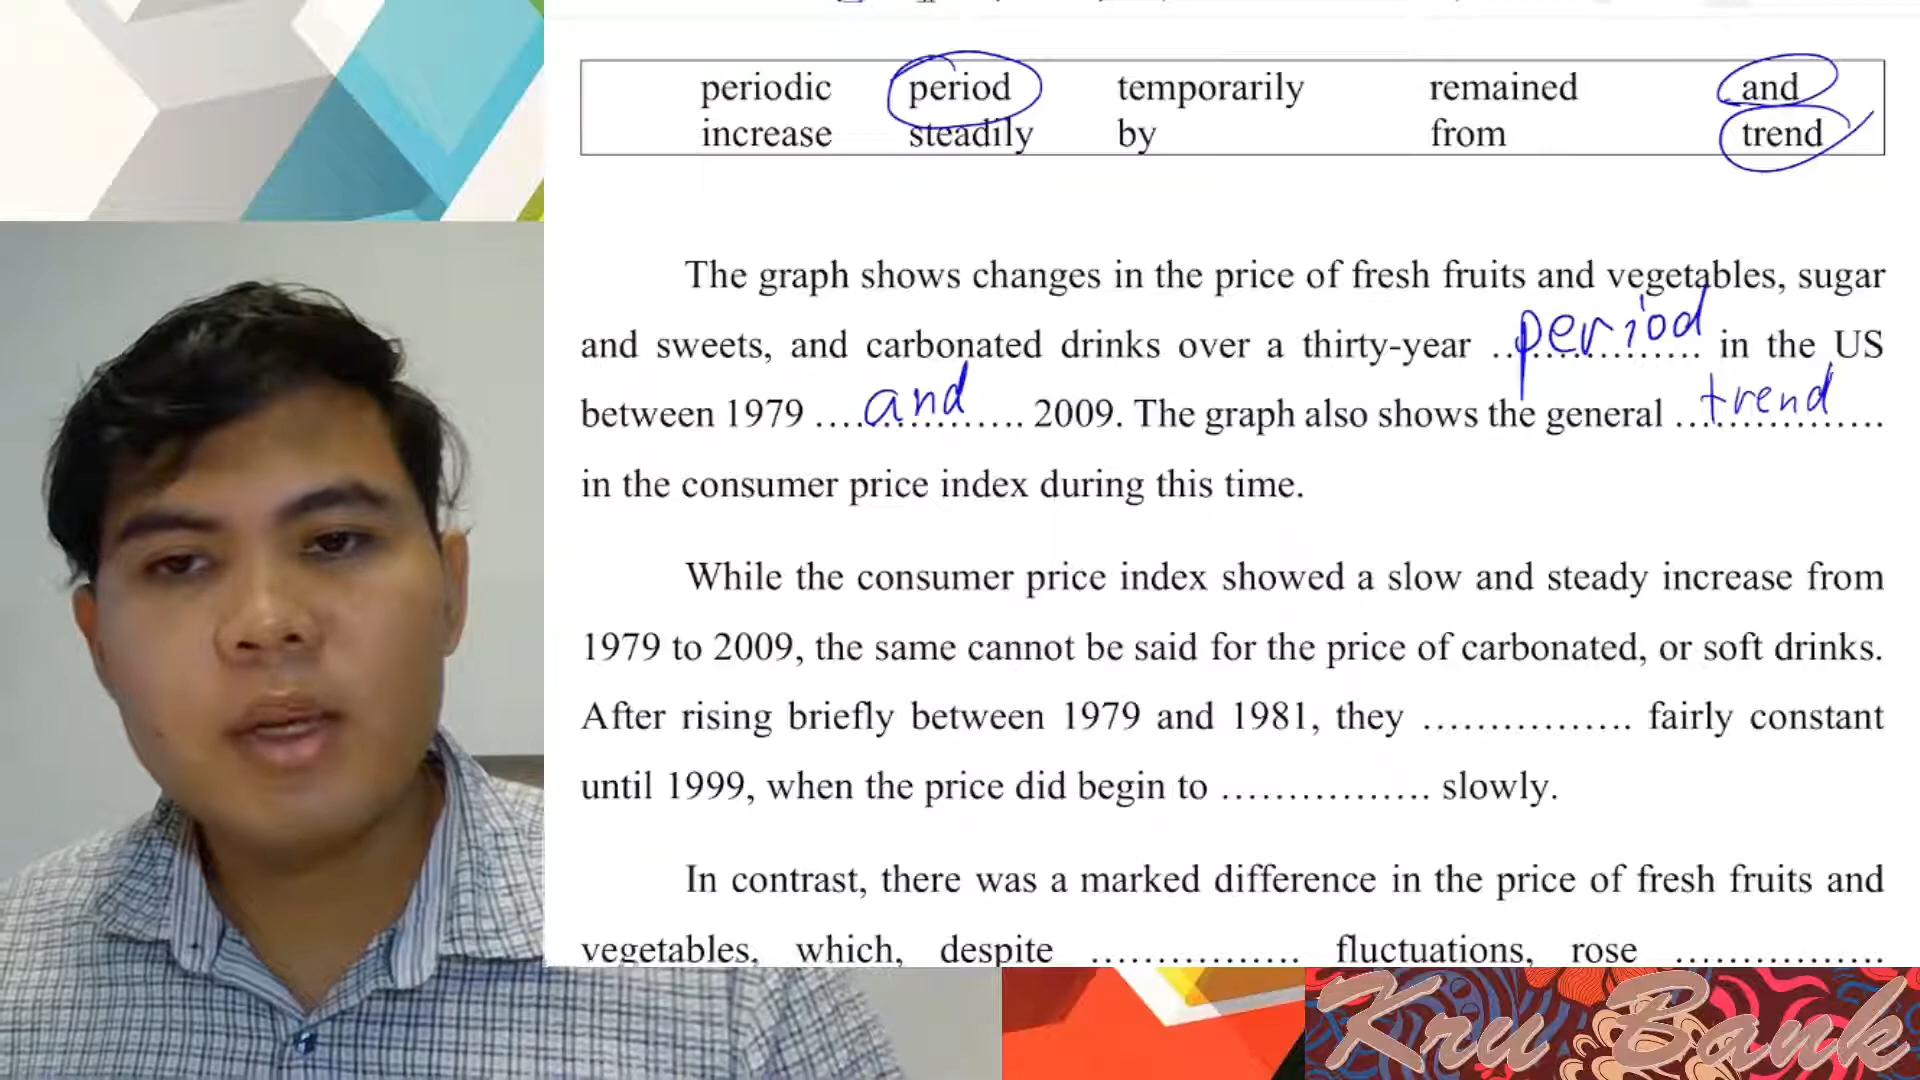 periodic period temporarily remained and
increase steadily by from trend
The graph shows changes in the price of fresh fruits and vegetables, sugar
and sweets, and carbonated drinks over a thirty-year ...period... in the US
between 1979 ....and.... 2009. The graph also shows the general ...trend...
in the consumer price index during this time.
While the consumer price index showed a slow and steady increase from
1979 to 2009, the same cannot be said for the price of carbonated, or soft drinks.
After rising briefly between 1979 and 1981, they ................ fairly constant
until 1999, when the price did begin to ................ slowly.
In contrast, there was a marked difference in the price of fresh fruits and
vegetables, which, despite ................ fluctuations, rose ................
Kru Bank